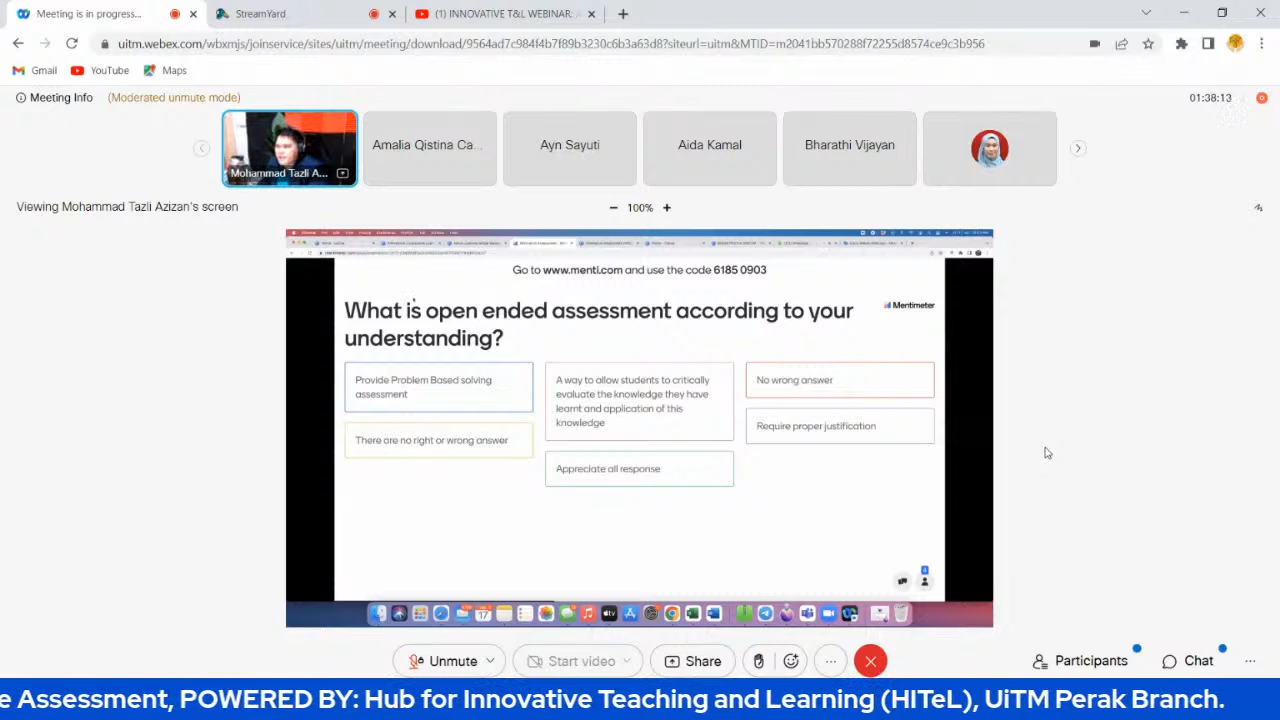 Meeting is in progress...
StreamYard
(1) INNOVATIVE T&L WEBINAR:
uitm.webex.com/wbxmjs/joinservice/sites/uitm/meeting/download/9564ad7c984f4b7f89b3230c6b3a63d8?siteurl=uitm&MTID=m2041bb570288f72255d8574ce9c3b956
Gmail
YouTube
Maps
Meeting Info
(Moderated unmute mode)
01:38:13
Mohammad Tazli A...
Amalia Qistina Ca...
Ayn Sayuti
Aida Kamal
Bharathi Vijayan
Viewing Mohammad Tazli Azizan's screen
100%
Go to www.menti.com and use the code 6185 0903
What is open ended assessment according to your
understanding?
Mentimeter
Provide Problem Based solving
assessment
There are no right or wrong answer
A way to allow students to critically
evaluate the knowledge they have
learnt and application of this
knowledge
Appreciate all response
No wrong answer
Require proper justification
17
Unmute
Start video
Share
Participants
Chat
e Assessment, POWERED BY: Hub for Innovative Teaching and Learning (HITeL), UiTM Perak Branch.